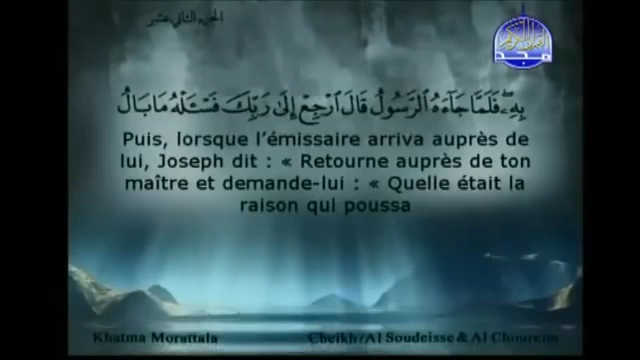 الجزء الثاني عشر
مجد
بِهِۦ ۖ فَلَمَّا جَآءَهُ ٱلرَّسُولُ قَالَ ٱرْجِعْ إِلَىٰ رَبِّكَ فَسْـَٔلْهُ مَا بَالُ
Puis, lorsque l'émissaire arriva auprès de
lui, Joseph dit : « Retourne auprès de ton
maître et demande-lui : « Quelle était la
raison qui poussa
Khatma Morattala
Cheikh/Al Soudeisse & Al Choureim